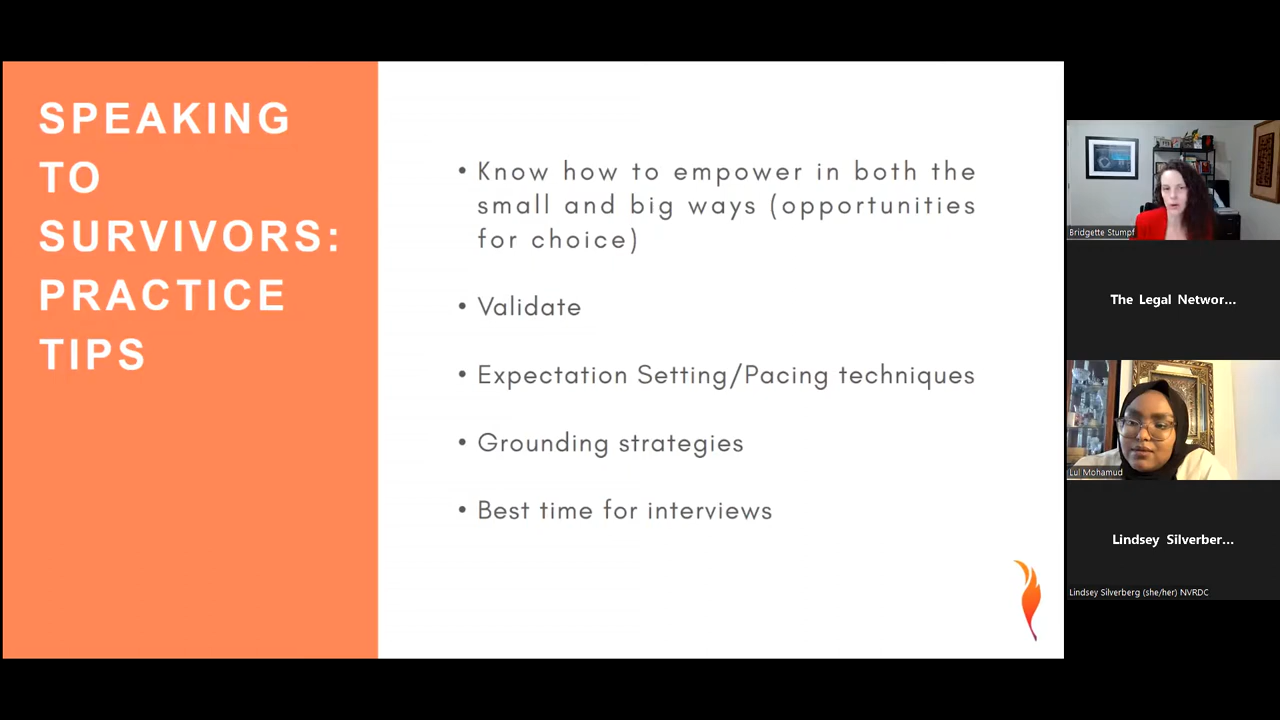 SPEAKING
TO
SURVIVORS:
PRACTICE
TIPS
• Know how to empower in both the
small and big ways (opportunities
for choice)
• Validate
• Expectation Setting/Pacing techniques
• Grounding strategies
• Best time for interviews
Bridgette Stumpf
The Legal Networ...
Lul Mohamud
Lindsey Silverber...
Lindsey Silverberg (she/her) NVRDC